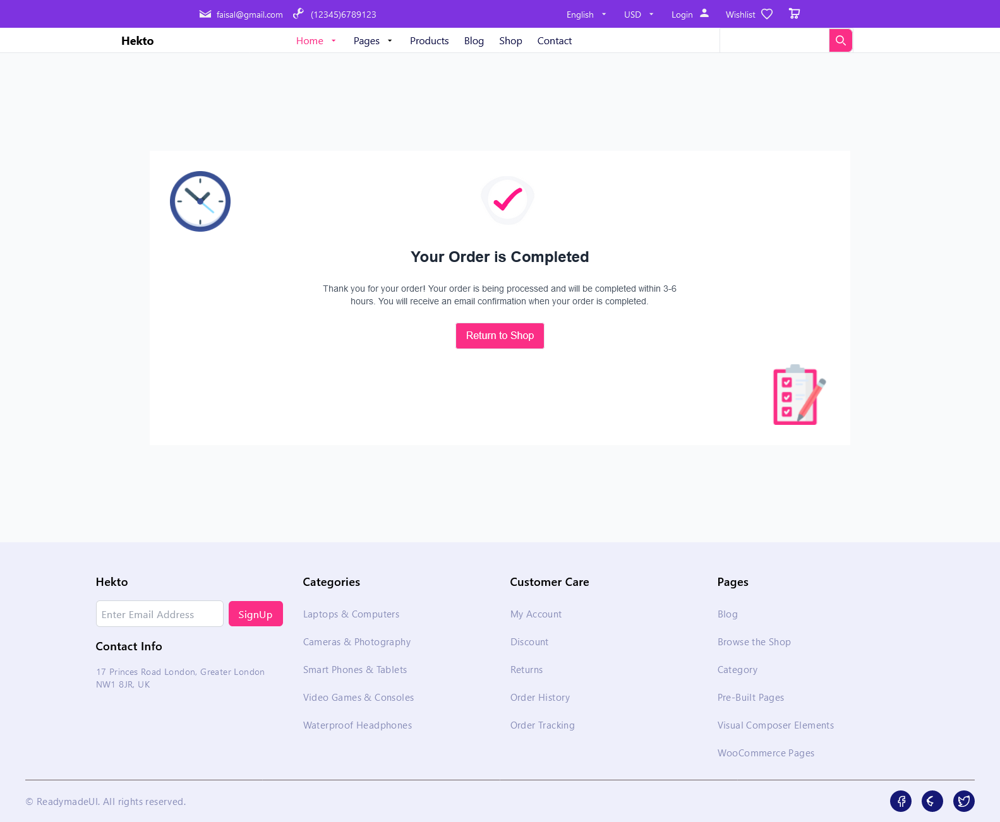 faisal@gmail.com (12345)6789123 English USD Login Wishlist
Hekto Home Pages Products Blog Shop Contact
Your Order is Completed
Thank you for your order! Your order is being processed and will be completed within 3-6
hours. You will receive an email confirmation when your order is completed.
Return to Shop
Hekto
Enter Email Address SignUp
Contact Info
17 Princes Road London, Greater London
NW1 8JR, UK
Categories
Laptops & Computers
Cameras & Photography
Smart Phones & Tablets
Video Games & Consoles
Waterproof Headphones
Customer Care
My Account
Discount
Returns
Order History
Order Tracking
Pages
Blog
Browse the Shop
Category
Pre-Built Pages
Visual Composer Elements
WooCommerce Pages
© ReadymadeUI. All rights reserved.